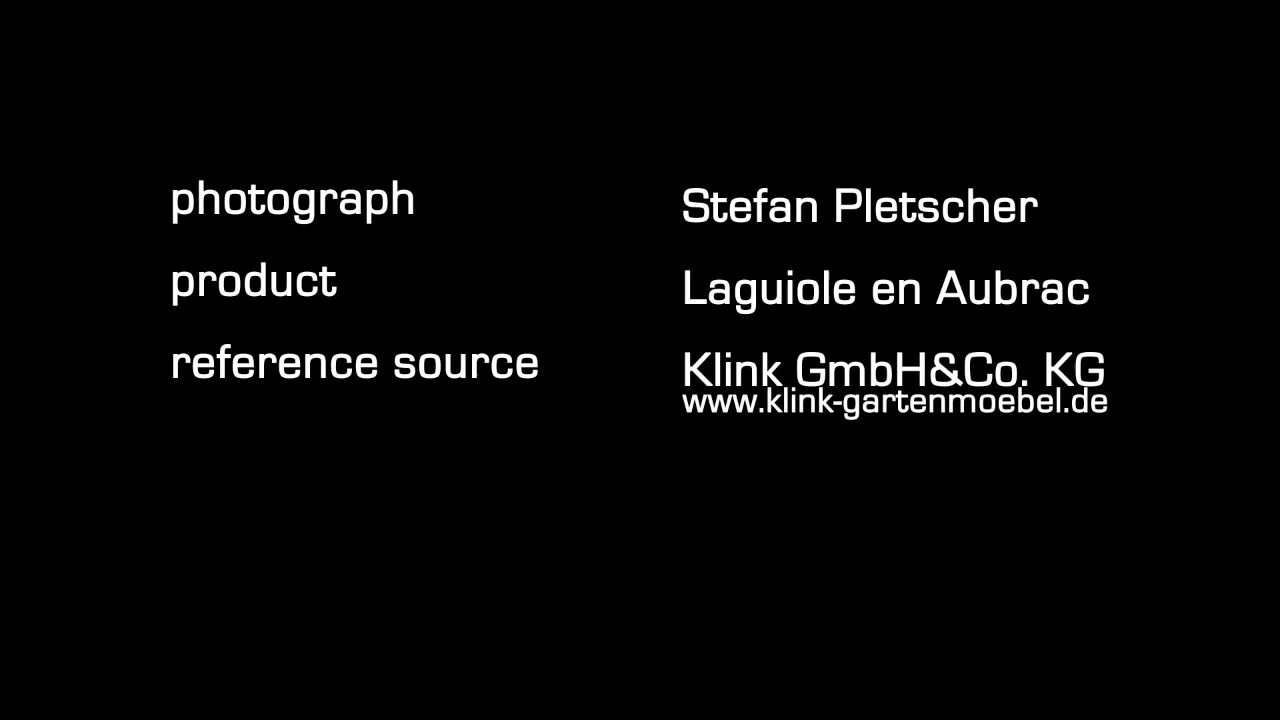 photograph
Stefan Pletscher
product
Laguiole en Aubrac
reference source
Klink GmbH&Co. KG
www.klink-gartenmoebel.de